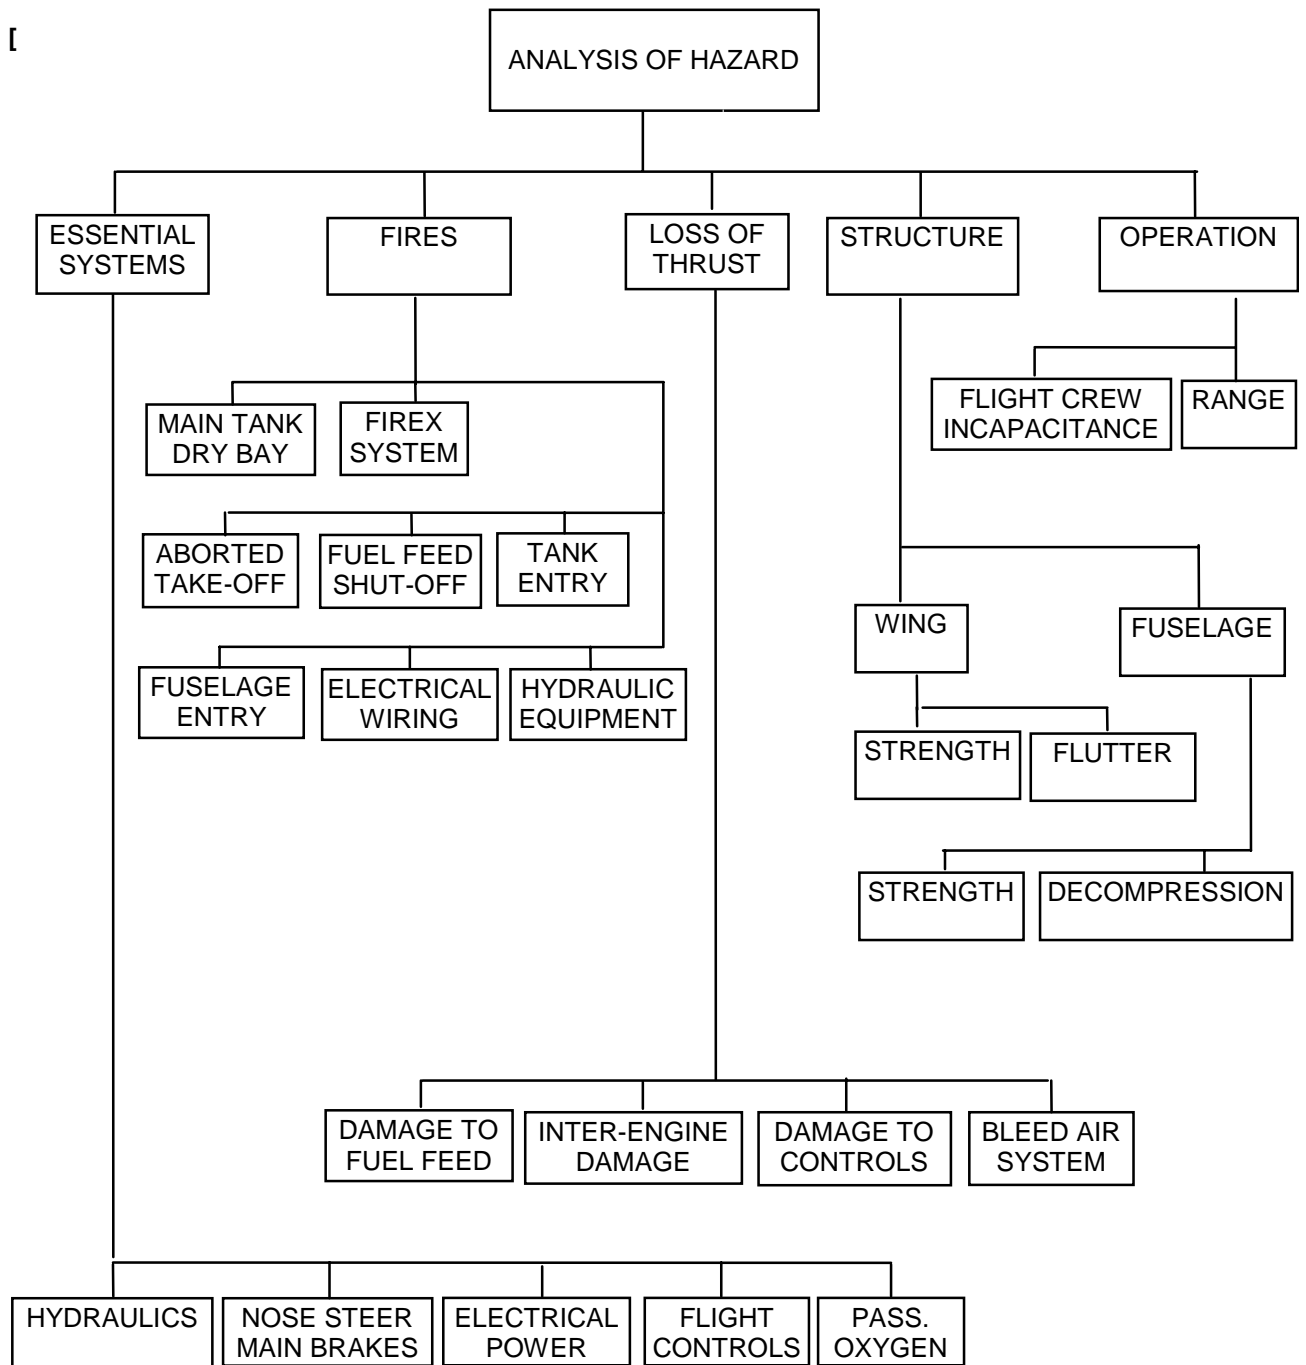 [
ANALYSIS OF HAZARD
ESSENTIAL
SYSTEMS
FIRES
LOSS OF
THRUST
STRUCTURE
OPERATION
MAIN TANK
DRY BAY
FIREX
SYSTEM
FLIGHT CREW
INCAPACITANCE
RANGE
ABORTED
TAKE-OFF
FUEL FEED
SHUT-OFF
TANK
ENTRY
WING
FUSELAGE
FUSELAGE
ENTRY
ELECTRICAL
WIRING
HYDRAULIC
EQUIPMENT
STRENGTH
FLUTTER
STRENGTH
DECOMPRESSION
DAMAGE TO
FUEL FEED
INTER-ENGINE
DAMAGE
DAMAGE TO
CONTROLS
BLEED AIR
SYSTEM
HYDRAULICS
NOSE STEER
MAIN BRAKES
ELECTRICAL
POWER
FLIGHT
CONTROLS
PASS.
OXYGEN